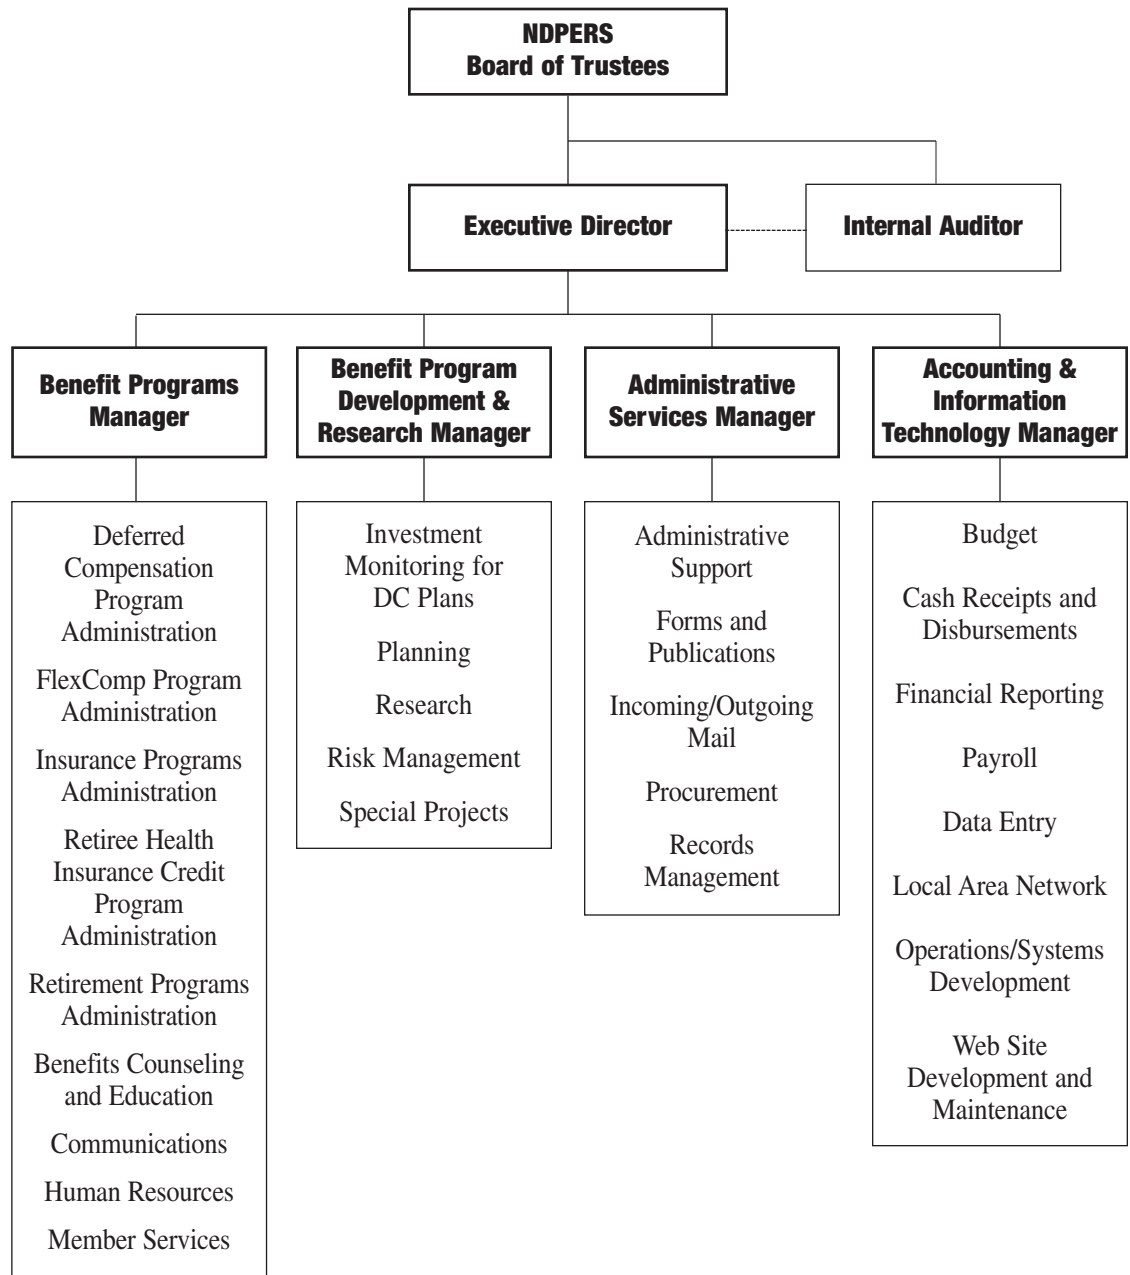 NDPERS
Board of Trustees
Executive Director
Internal Auditor
Benefit Programs
Manager
Benefit Program
Development &
Research Manager
Administrative
Services Manager
Accounting &
Information
Technology Manager
Deferred
Compensation
Program
Administration
FlexComp Program
Administration
Insurance Programs
Administration
Retiree Health
Insurance Credit
Program
Administration
Retirement Programs
Administration
Benefits Counseling
and Education
Communications
Human Resources
Member Services
Investment
Monitoring for
DC Plans
Planning
Research
Risk Management
Special Projects
Administrative
Support
Forms and
Publications
Incoming/Outgoing
Mail
Procurement
Records
Management
Budget
Cash Receipts and
Disbursements
Financial Reporting
Payroll
Data Entry
Local Area Network
Operations/Systems
Development
Web Site
Development and
Maintenance